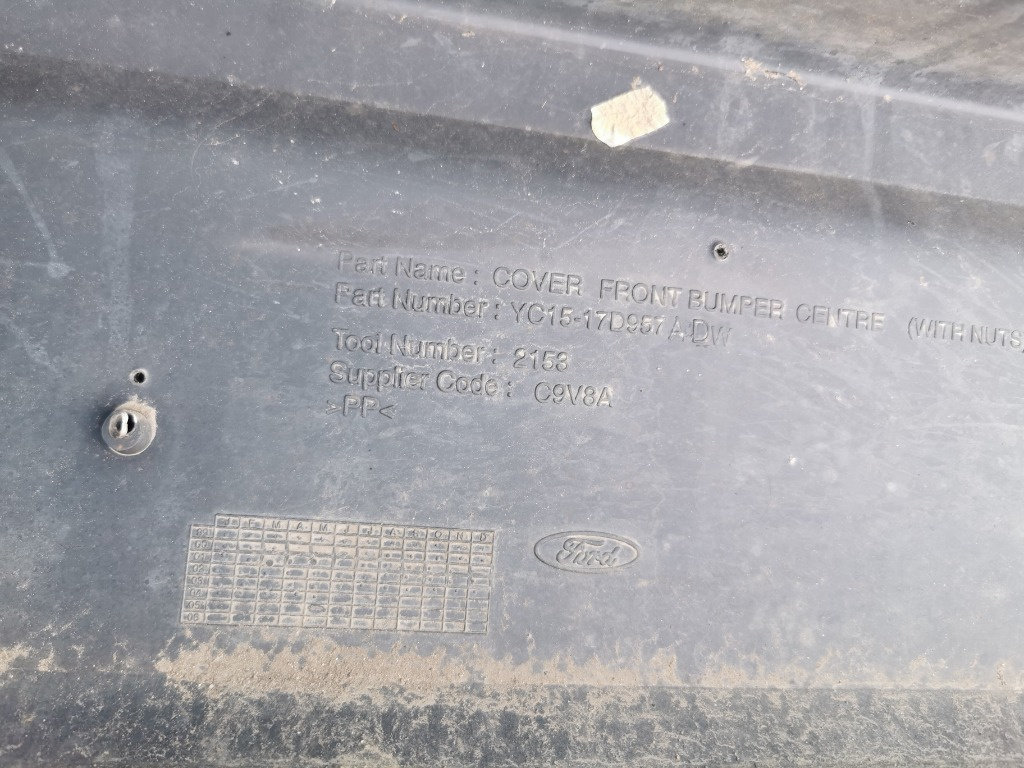 Part Name : COVER FRONT BUMPER CENTRE (WITH NUTS
Part Number : YC15-17D957 A DW
Tool Number : 2153
Supplier Code : C9V8A
>PP<
J F M A M J J A S O N D
Ford